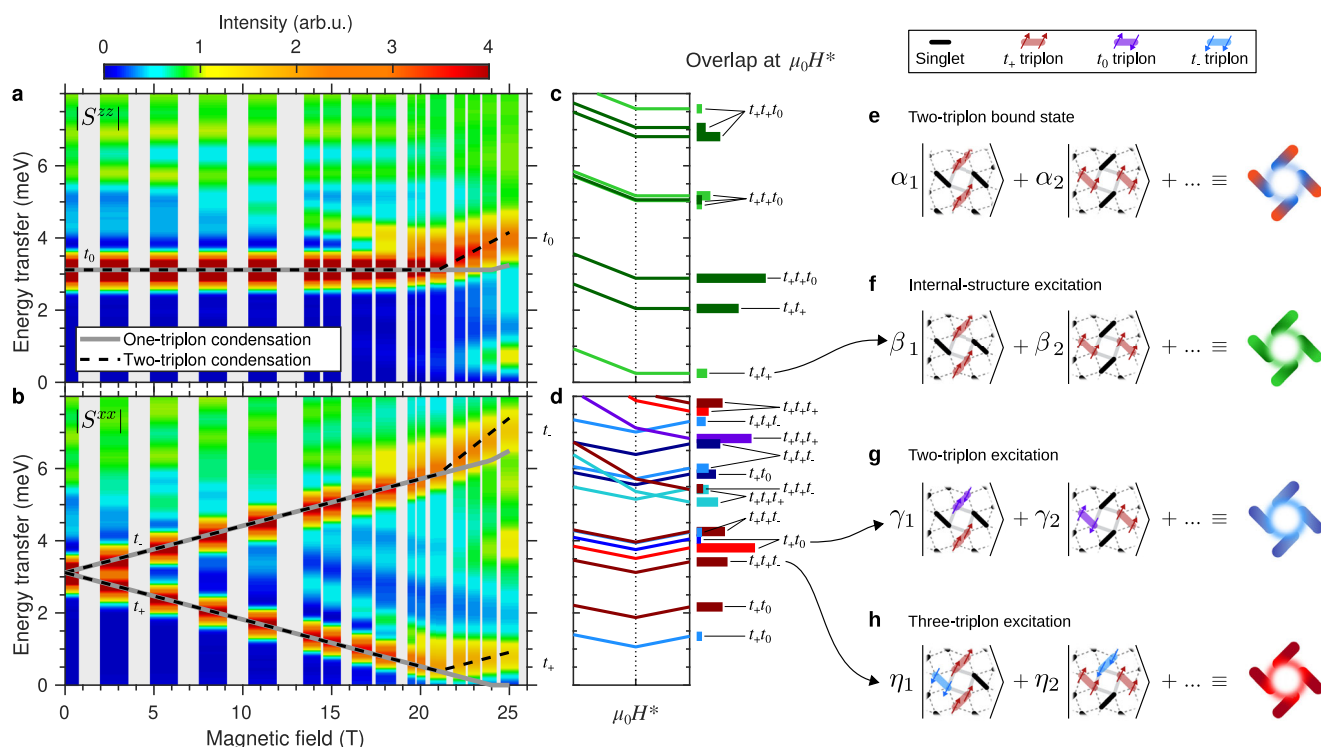 Intensity (arb.u.)
0 1 2 3 4
Overlap at μ₀H*
Singlet t₊ triplon t₀ triplon t₋ triplon
a
|Sᶻᶻ|
Energy transfer (meV)
0
2
4
6
t₀
t₀
One-triplon condensation
Two-triplon condensation
b
|Sˣˣ|
Energy transfer (meV)
0
2
4
6
t₋
t₋
t₊
t₊
0 5 10 15 20 25
Magnetic field (T)
c
t₊t₊t₀
t₊t₊t₀
t₊t₊t₀
t₊t₊
t₊t₊
d
t₊t₊t₊
t₊t₊t₋
t₊t₊t₊
t₊t₊t₋
t₊t₀
t₊t₊t₋
t₊t₊t₊
t₊t₊t₋
t₊t₀
t₊t₊t₋
t₊t₀
t₊t₀
μ₀H*
e Two-triplon bound state
α₁ + α₂ + ... ≡
f Internal-structure excitation
β₁ + β₂ + ... ≡
g Two-triplon excitation
γ₁ + γ₂ + ... ≡
h Three-triplon excitation
η₁ + η₂ + ... ≡